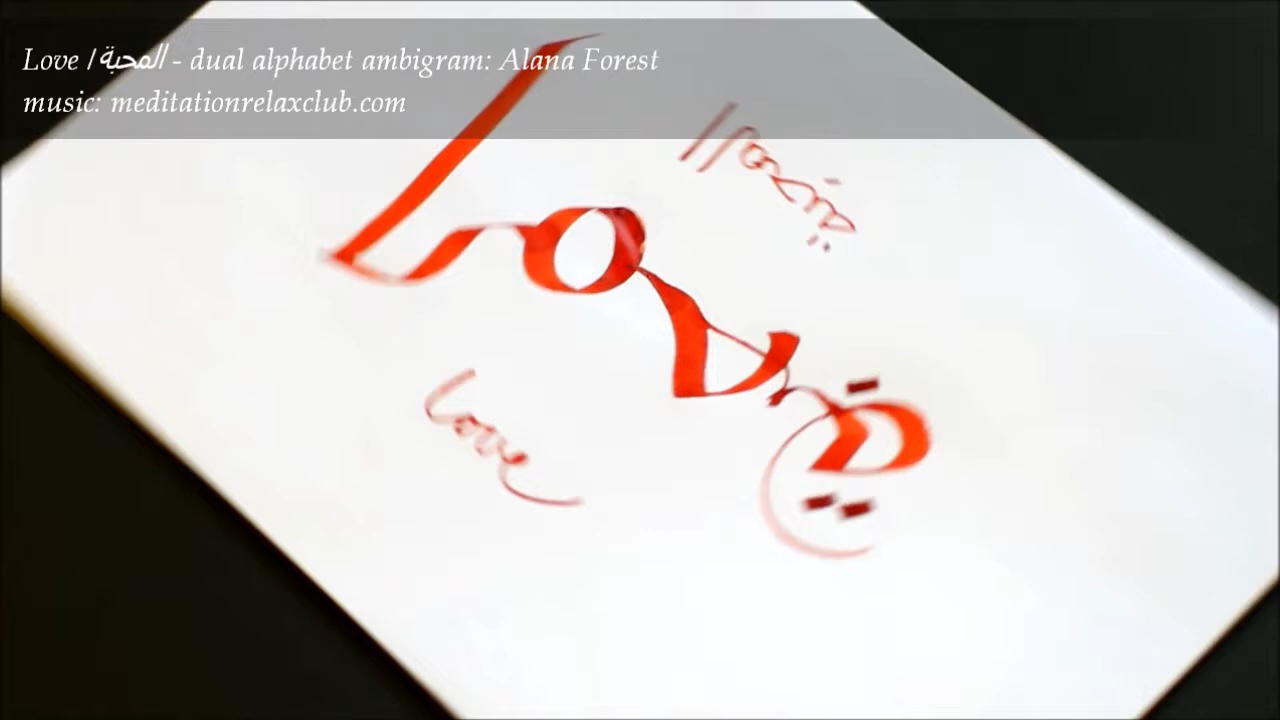 Love / المحبة - dual alphabet ambigram: Alana Forest
music: meditationrelaxclub.com
المحبة
Love
Love